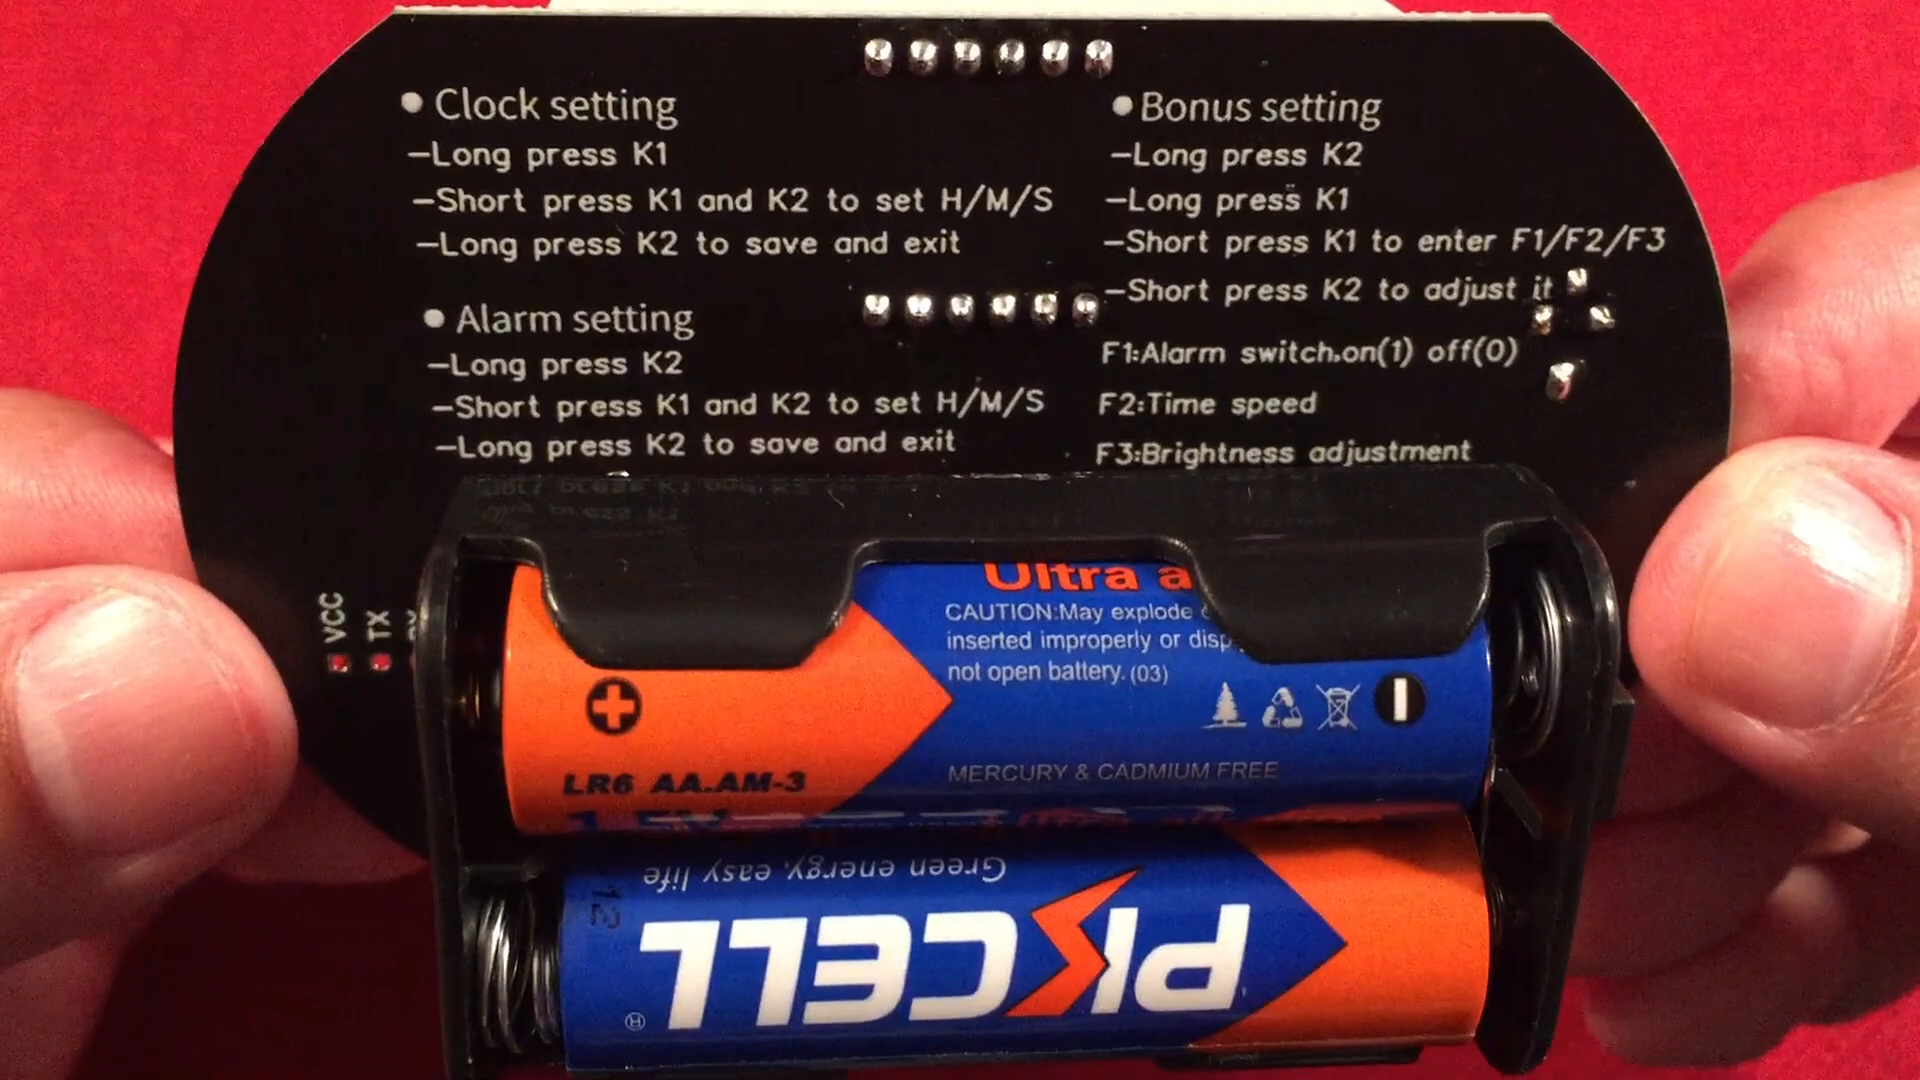 ● Clock setting
-Long press K1
-Short press K1 and K2 to set H/M/S
-Long press K2 to save and exit
● Alarm setting
-Long press K2
-Short press K1 and K2 to set H/M/S
-Long press K2 to save and exit
● Bonus setting
-Long press K2
-Long press K1
-Short press K1 to enter F1/F2/F3
-Short press K2 to adjust it
F1:Alarm switch.on(1) off(0)
F2:Time speed
F3:Brightness adjustment
VCC
TX
Ultra
CAUTION:May explode
inserted improperly or
not open battery. (03)
MERCURY & CADMIUM FREE
LR6 AA.AM-3
Green energy, easy life
PKCELL
®
12